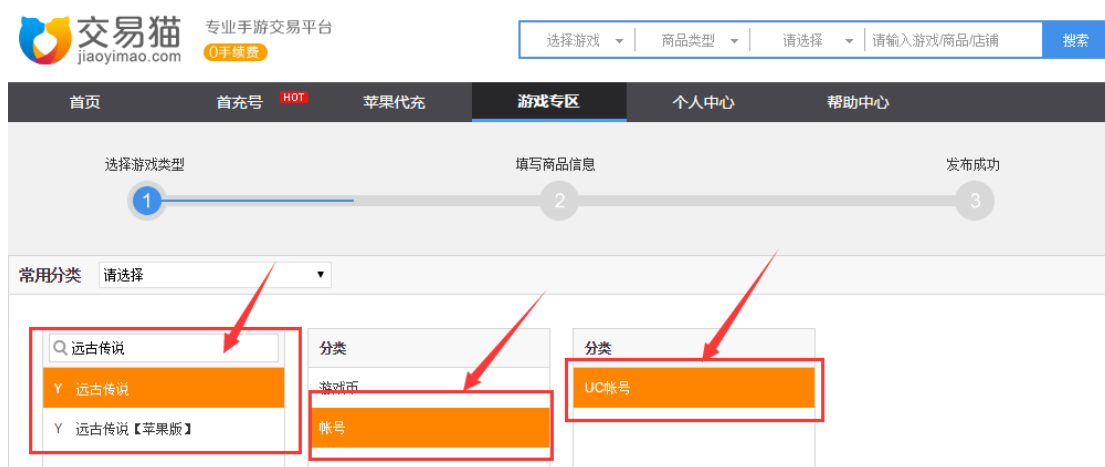 交易猫
jiaoyimao.com
专业手游交易平台
0手续费
选择游戏 商品类型 请选择 请输入游戏/商品/店铺 搜索
首页 首充号 HOT 苹果代充 游戏专区 个人中心 帮助中心
选择游戏类型 填写商品信息 发布成功
1 2 3
常用分类 请选择
远古传说 分类 分类
Y 远古传说 游戏币 UC帐号
Y 远古传说【苹果版】 帐号